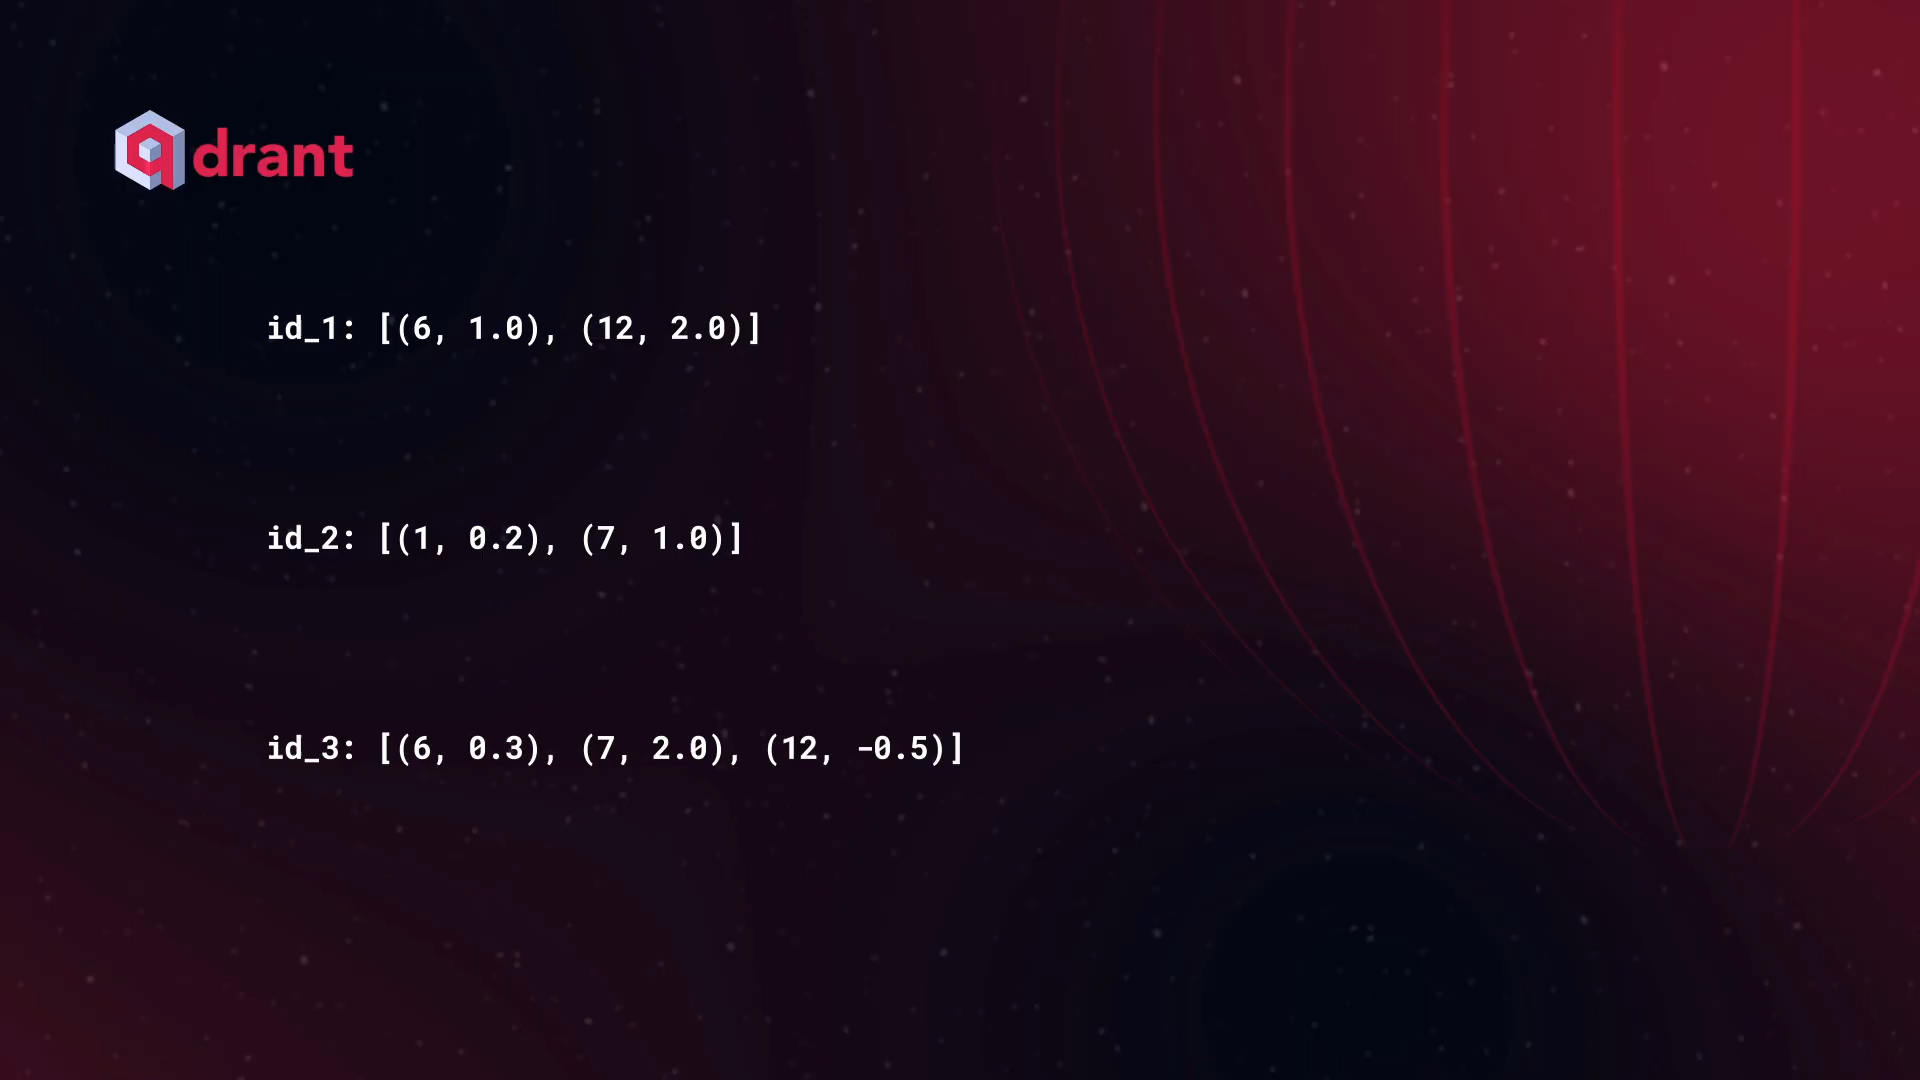 qdrant
id_1: [(6, 1.0), (12, 2.0)]
id_2: [(1, 0.2), (7, 1.0)]
id_3: [(6, 0.3), (7, 2.0), (12, -0.5)]